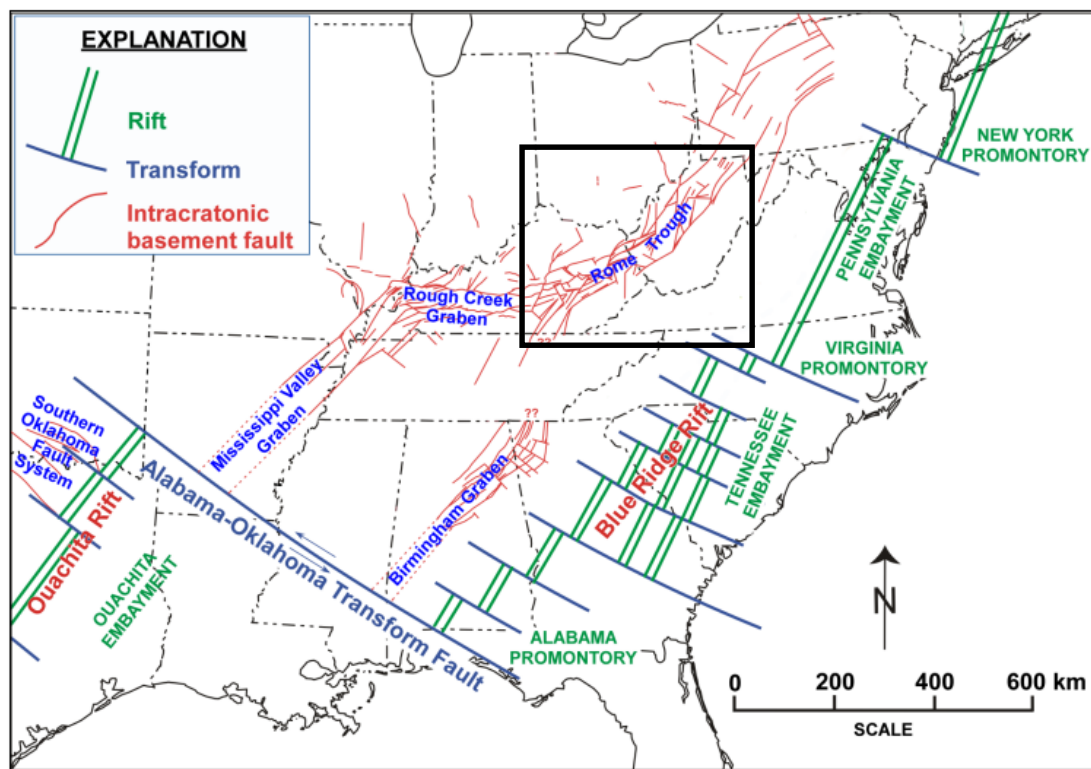 EXPLANATION
Rift
Transform
Intracratonic
basement fault
NEW YORK
PROMONTORY
PENNSYLVANIA
EMBAYMENT
Rome Trough
Rough Creek
Graben
??
VIRGINIA
PROMONTORY
Mississippi Valley
Graben
Southern
Oklahoma
Fault
System
??
Birmingham Graben
Blue Ridge Rift
TENNESSEE
EMBAYMENT
Alabama-Oklahoma Transform Fault
Ouachita Rift
OUACHITA
EMBAYMENT
ALABAMA
PROMONTORY
N
0 200 400 600 km
SCALE